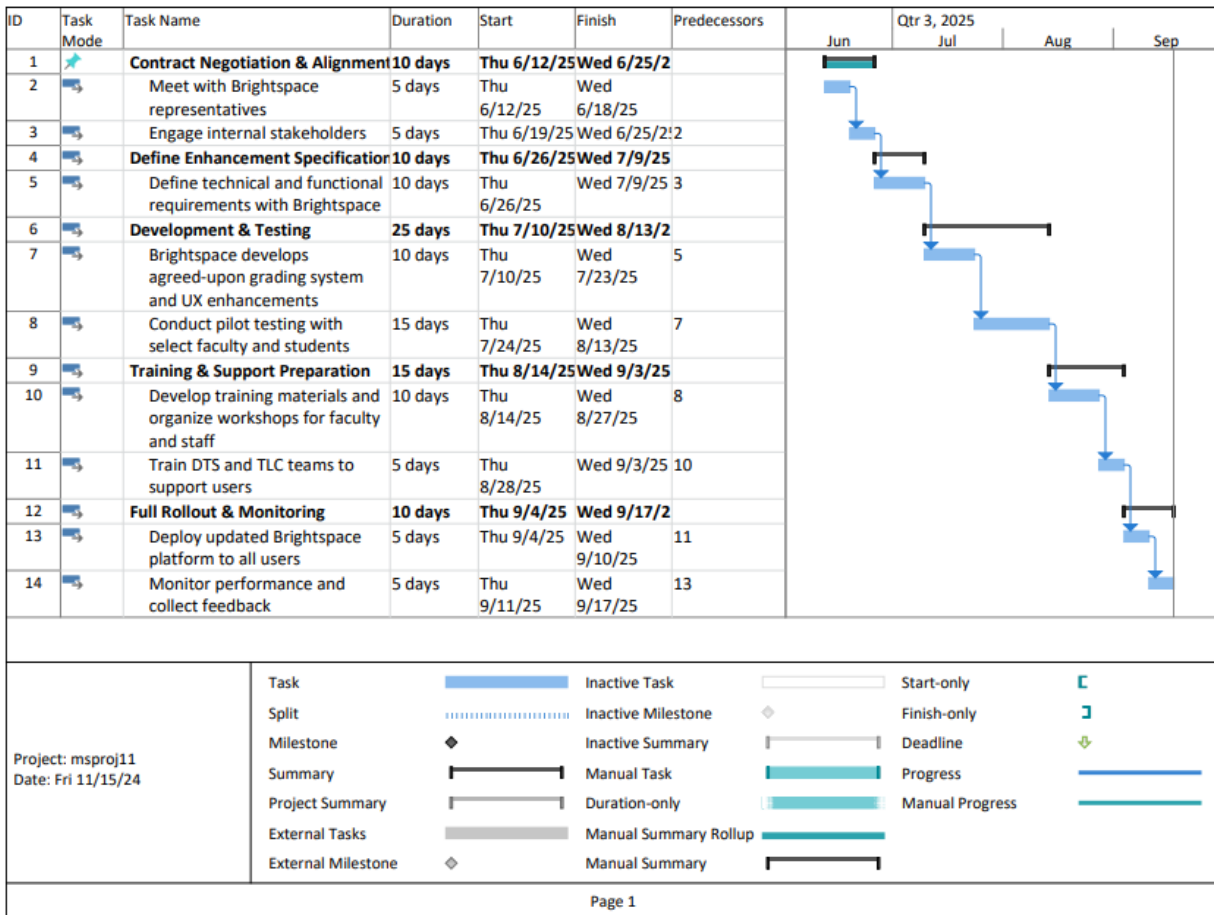 ID Task Mode Task Name Duration Start Finish Predecessors
Qtr 3, 2025
Jun Jul Aug Sep
1 Contract Negotiation & Alignment 10 days Thu 6/12/25 Wed 6/25/2
2 Meet with Brightspace 5 days Thu Wed
representatives 6/12/25 6/18/25
3 Engage internal stakeholders 5 days Thu 6/19/25 Wed 6/25/25 2
4 Define Enhancement Specification 10 days Thu 6/26/25 Wed 7/9/25
5 Define technical and functional 10 days Thu Wed 7/9/25 3
requirements with Brightspace 6/26/25
6 Development & Testing 25 days Thu 7/10/25 Wed 8/13/2
7 Brightspace develops 10 days Thu Wed 5
agreed-upon grading system 7/10/25 7/23/25
and UX enhancements
8 Conduct pilot testing with 15 days Thu Wed 7
select faculty and students 7/24/25 8/13/25
9 Training & Support Preparation 15 days Thu 8/14/25 Wed 9/3/25
10 Develop training materials and 10 days Thu Wed 8
organize workshops for faculty 8/14/25 8/27/25
and staff
11 Train DTS and TLC teams to 5 days Thu Wed 9/3/25 10
support users 8/28/25
12 Full Rollout & Monitoring 10 days Thu 9/4/25 Wed 9/17/2
13 Deploy updated Brightspace 5 days Thu 9/4/25 Wed 11
platform to all users 9/10/25
14 Monitor performance and 5 days Thu Wed 13
collect feedback 9/11/25 9/17/25
Project: msproj11
Date: Fri 11/15/24
Task Inactive Task Start-only
Split Inactive Milestone Finish-only
Milestone Inactive Summary Deadline
Summary Manual Task Progress
Project Summary Duration-only Manual Progress
External Tasks Manual Summary Rollup
External Milestone Manual Summary
Page 1